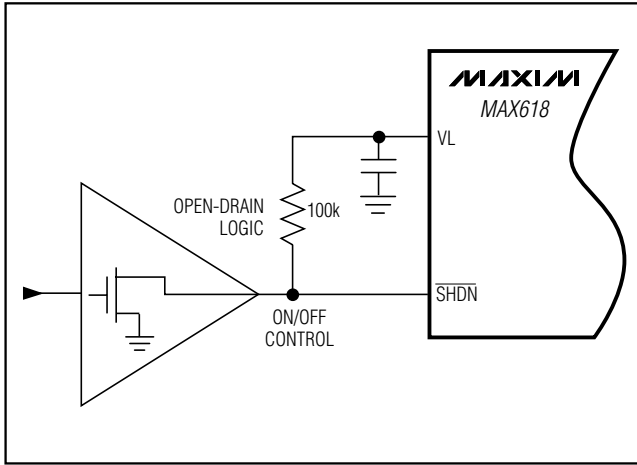 MAXIM
MAX618
VL
OPEN-DRAIN
LOGIC
100k
SHDN
ON/OFF
CONTROL